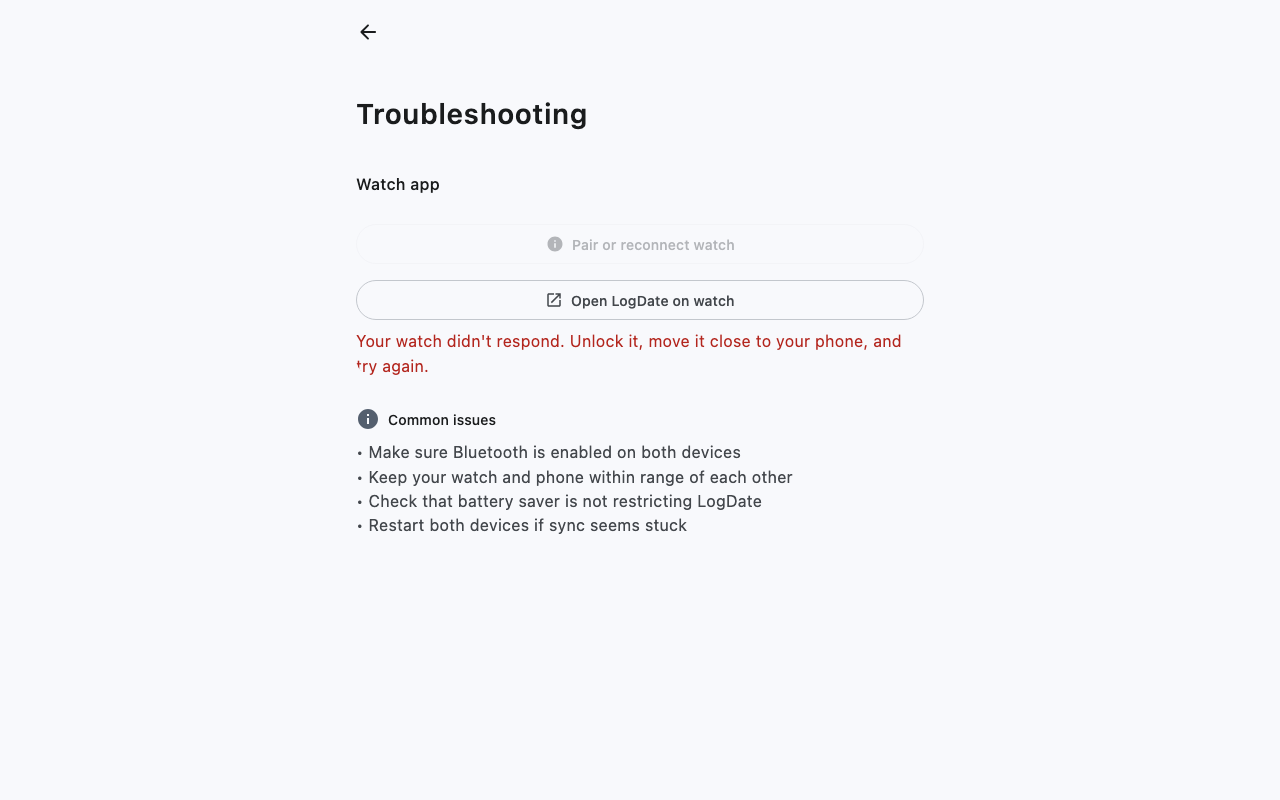 Troubleshooting
Watch app
Pair or reconnect watch
Open LogDate on watch
Your watch didn't respond. Unlock it, move it close to your phone, and
try again.
Common issues
• Make sure Bluetooth is enabled on both devices
• Keep your watch and phone within range of each other
• Check that battery saver is not restricting LogDate
• Restart both devices if sync seems stuck